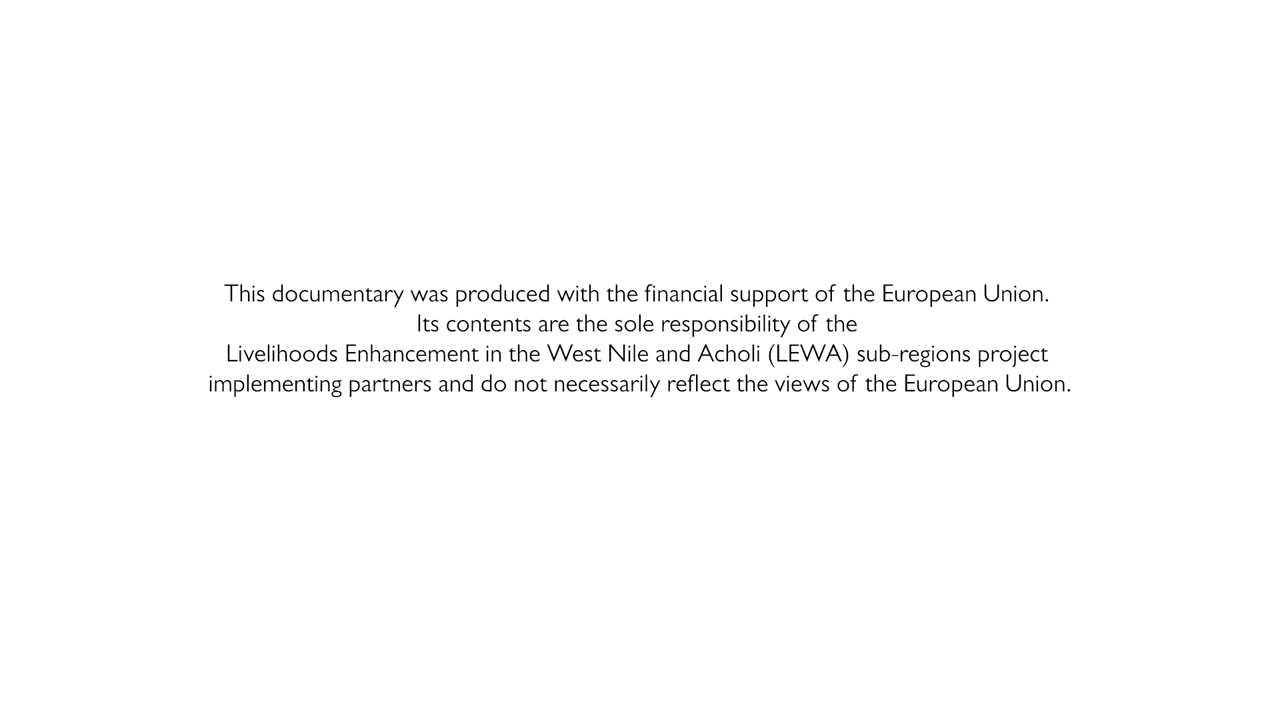 This documentary was produced with the financial support of the European Union.
Its contents are the sole responsibility of the
Livelihoods Enhancement in the West Nile and Acholi (LEWA) sub-regions project
implementing partners and do not necessarily reflect the views of the European Union.